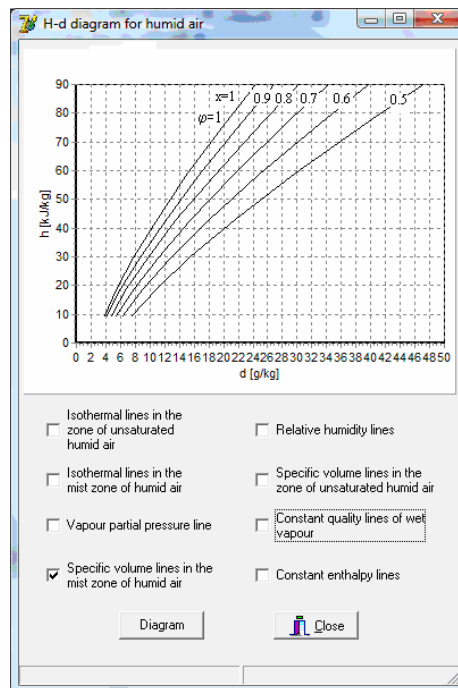 H-d diagram for humid air
h [kJ/kg]
90
80
70
60
50
40
30
20
10
0
x=1 0.9 0.8 0.7 0.6 0.5
φ=1
0 2 4 6 8 10 12 14 16 18 20 22 24 26 28 30 32 34 36 38 40 42 44 46 48 50
d [g/kg]
Isothermal lines in the
zone of unsaturated
humid air
Relative humidity lines
Isothermal lines in the
mist zone of humid air
Specific volume lines in the
zone of unsaturated humid air
Vapour partial pressure line
Constant quality lines of wet
vapour
Specific volume lines in the
mist zone of humid air
Constant enthalpy lines
Diagram
Close